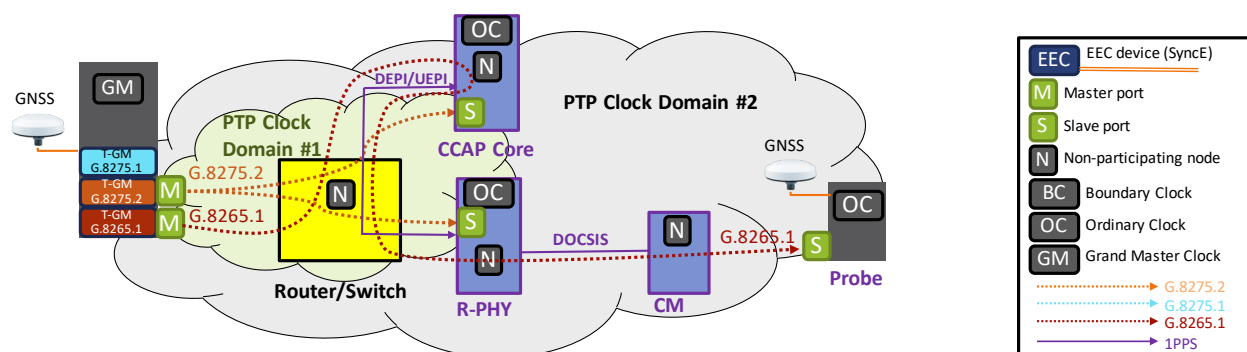 GNSS
GM
T-GM
G.8275.1
T-GM
G.8275.2
T-GM
G.8265.1
M
M
G.8275.2
G.8265.1
PTP Clock
Domain #1
N
Router/Switch
DEPI/UEPI
OC
N
S
CCAP Core
OC
S
N
R-PHY
PTP Clock Domain #2
DOCSIS
N
CM
G.8265.1
GNSS
OC
S
Probe
EEC
EEC device (SyncE)
M
Master port
S
Slave port
N
Non-participating node
BC
Boundary Clock
OC
Ordinary Clock
GM
Grand Master Clock
G.8275.2
G.8275.1
G.8265.1
1PPS